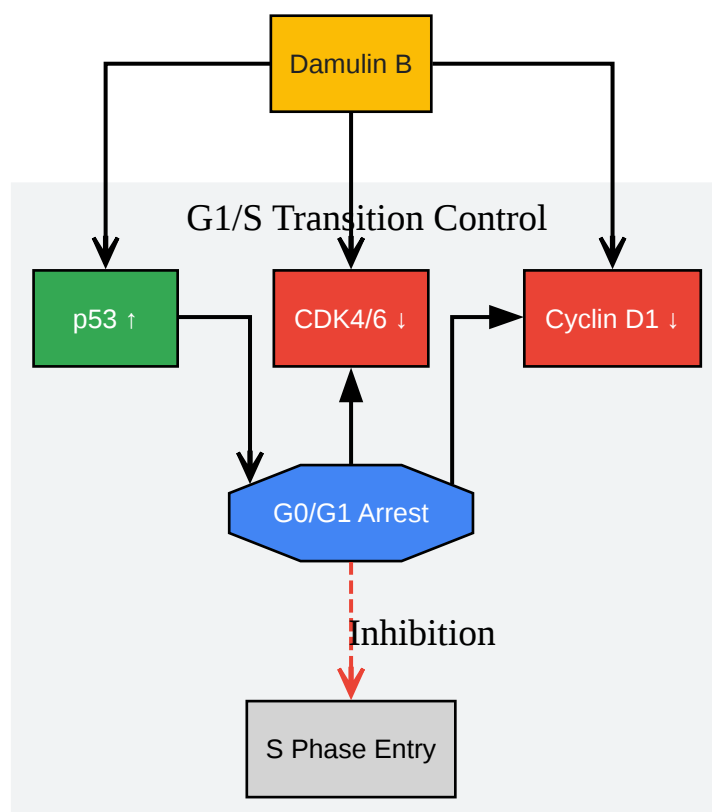 Damulin B
G1/S Transition Control
p53 ↑
CDK4/6 ↓
Cyclin D1 ↓
G0/G1 Arrest
Inhibition
S Phase Entry